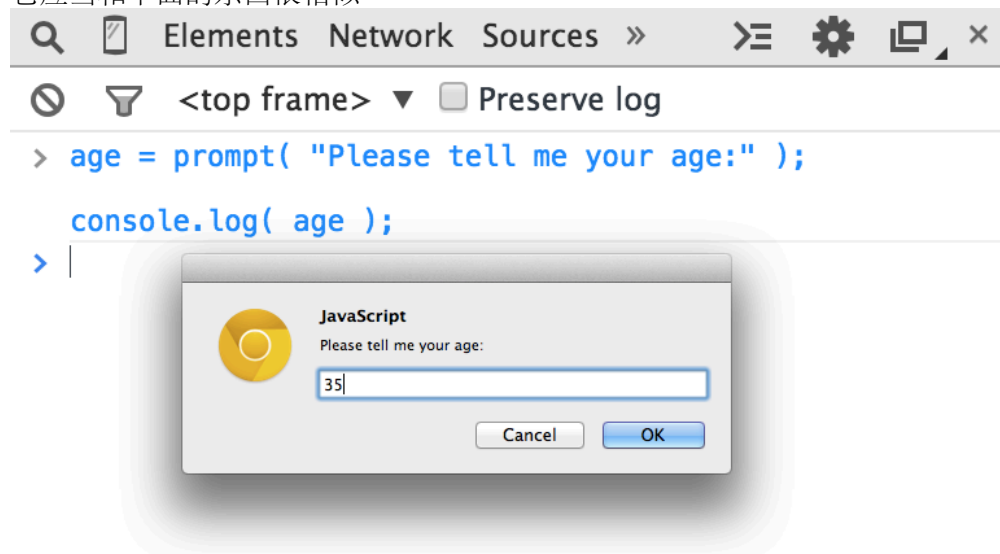 Elements Network Sources »
<top frame> ▼ Preserve log
> age = prompt( "Please tell me your age:" );
console.log( age );
>
JavaScript
Please tell me your age:
35
Cancel OK